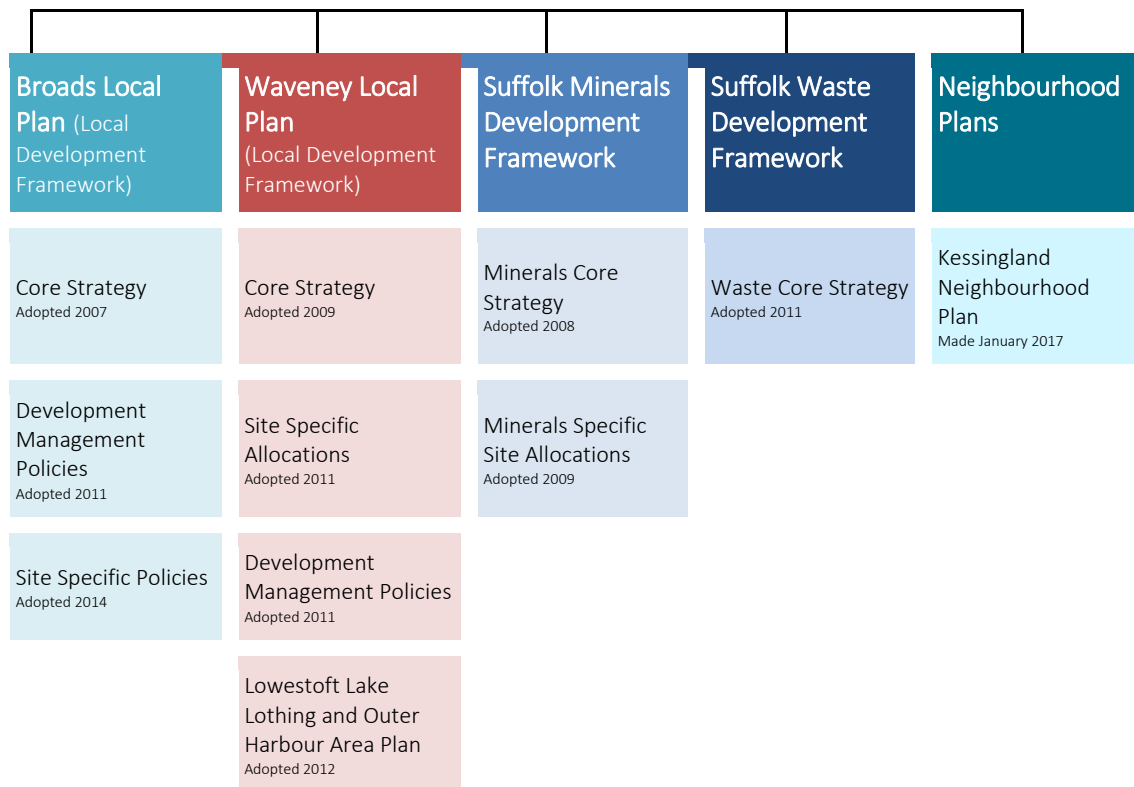 Broads Local
Plan (Local
Development
Framework)
Waveney Local
Plan
(Local Development
Framework)
Suffolk Minerals
Development
Framework
Suffolk Waste
Development
Framework
Neighbourhood
Plans
Core Strategy
Adopted 2007
Core Strategy
Adopted 2009
Minerals Core
Strategy
Adopted 2008
Waste Core Strategy
Adopted 2011
Kessingland
Neighbourhood
Plan
Made January 2017
Development
Management
Policies
Adopted 2011
Site Specific
Allocations
Adopted 2011
Minerals Specific
Site Allocations
Adopted 2009
Site Specific Policies
Adopted 2014
Development
Management Policies
Adopted 2011
Lowestoft Lake
Lothing and Outer
Harbour Area Plan
Adopted 2012